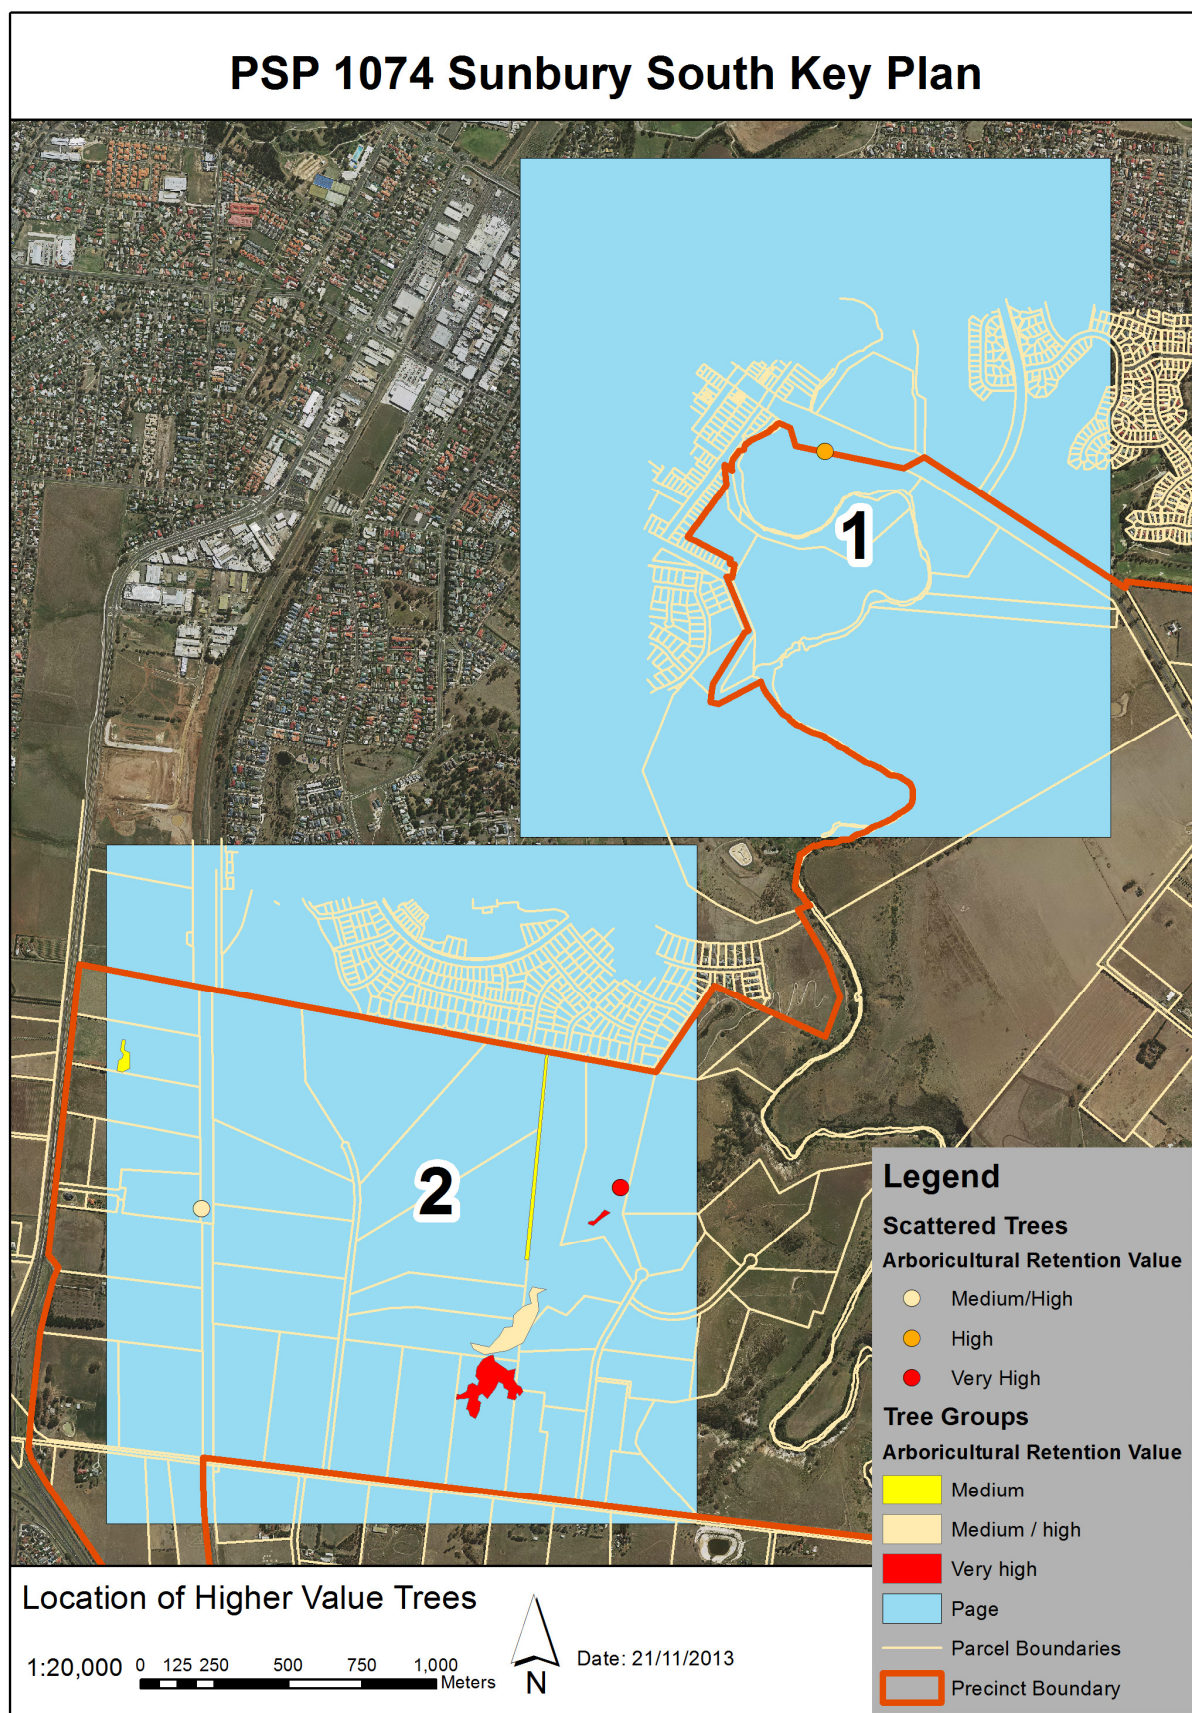 PSP 1074 Sunbury South Key Plan
1
2
Legend
Scattered Trees
Arboricultural Retention Value
Medium/High
High
Very High
Tree Groups
Arboricultural Retention Value
Medium
Medium / high
Very high
Page
Parcel Boundaries
Precinct Boundary
Location of Higher Value Trees
1:20,000
0 125 250 500 750 1,000
Meters
N
Date: 21/11/2013